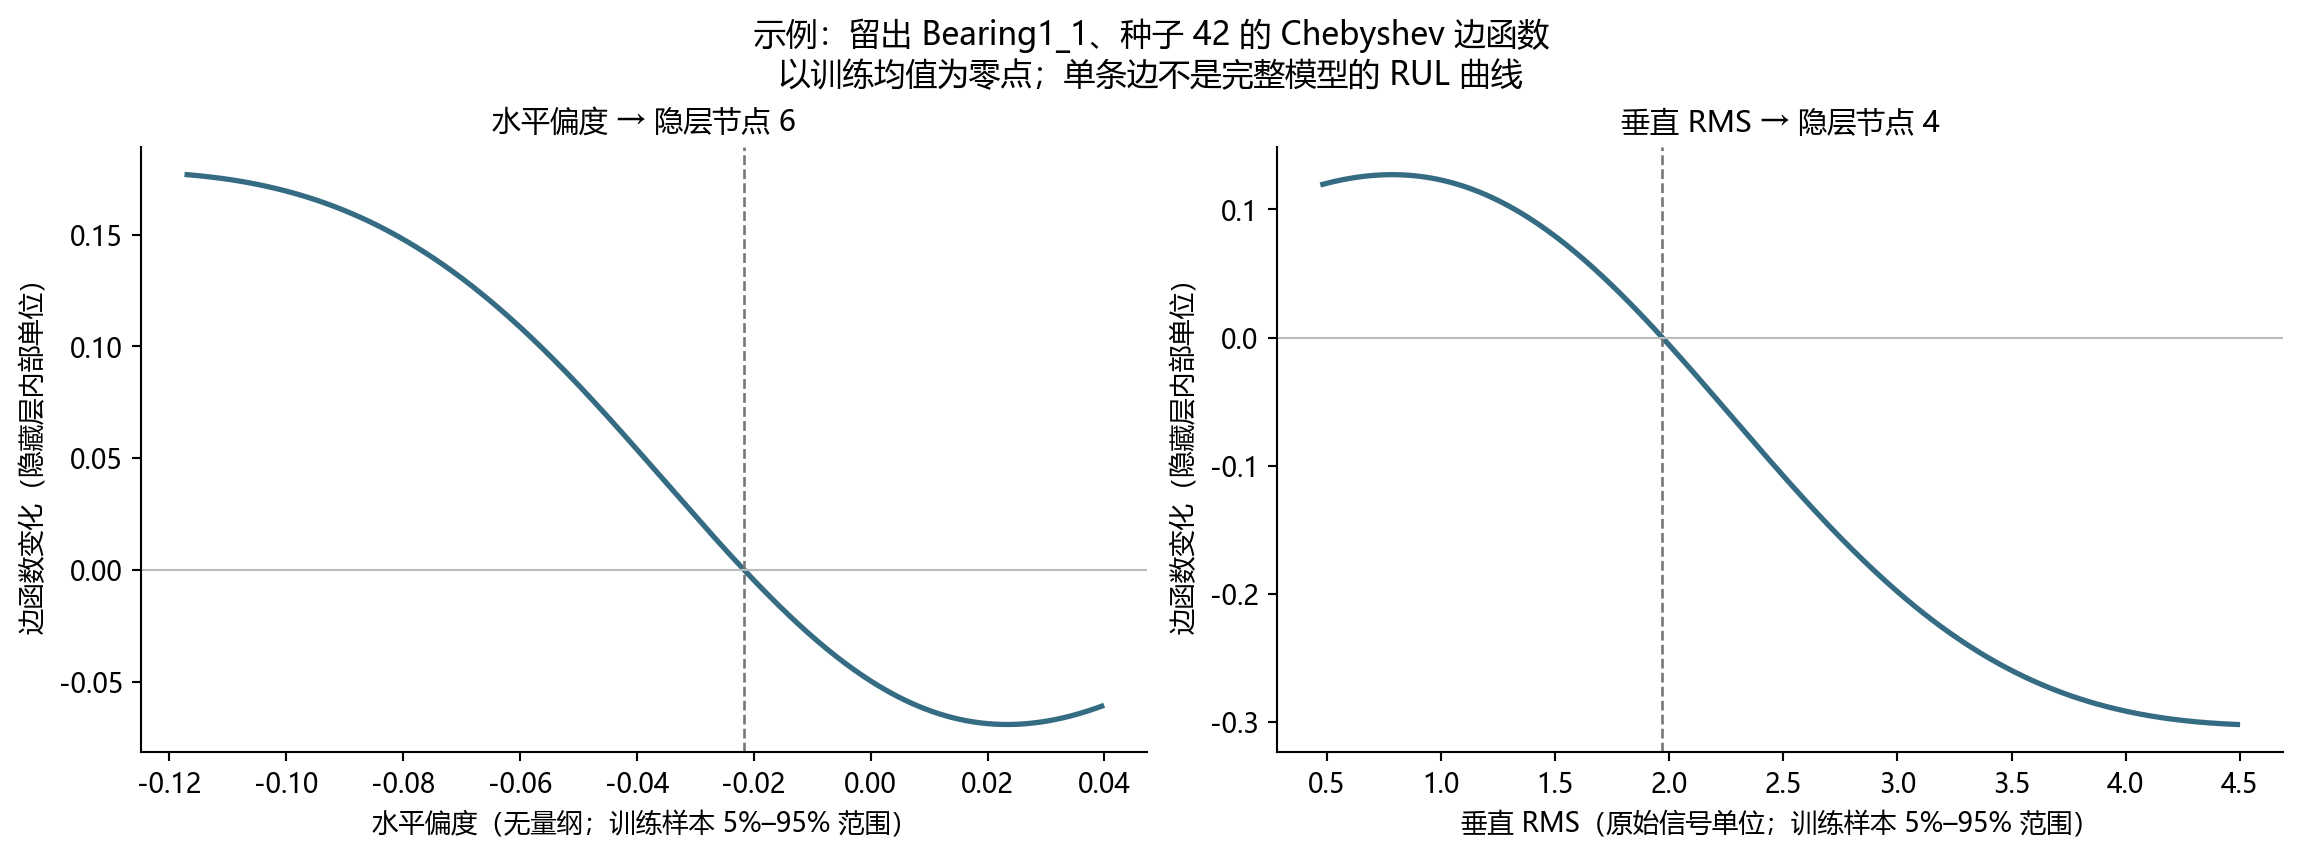 示例：留出 Bearing1_1、种子 42 的 Chebyshev 边函数
以训练均值为零点；单条边不是完整模型的 RUL 曲线
水平偏度 → 隐层节点 6
边函数变化（隐藏层内部单位）
0.15
0.10
0.05
0.00
-0.05
-0.12 -0.10 -0.08 -0.06 -0.04 -0.02 0.00 0.02 0.04
水平偏度（无量纲；训练样本 5%–95% 范围）
垂直 RMS → 隐层节点 4
边函数变化（隐藏层内部单位）
0.1
0.0
-0.1
-0.2
-0.3
0.5 1.0 1.5 2.0 2.5 3.0 3.5 4.0 4.5
垂直 RMS（原始信号单位；训练样本 5%–95% 范围）